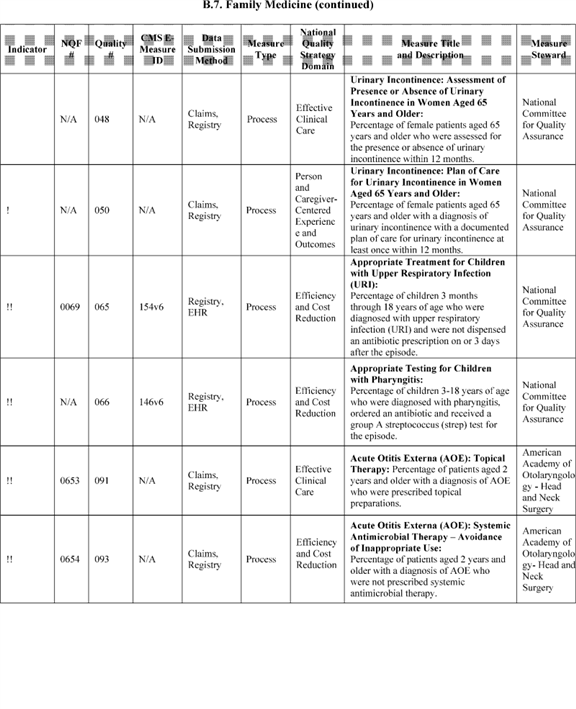 B.7. Family Medicine (continued)
Indicator
NQF
#
Quality
#
CMS E-
Measure
ID
Data
Submission
Method
Measure
Type
National
Quality
Strategy
Domain
Measure Title
and Description
Measure
Steward
N/A
048
N/A
Claims,
Registry
Process
Effective
Clinical
Care
Urinary Incontinence: Assessment of
Presence or Absence of Urinary
Incontinence in Women Aged 65
Years and Older:
Percentage of female patients aged 65
years and older who were assessed for
the presence or absence of urinary
incontinence within 12 months.
National
Committee
for Quality
Assurance
!
N/A
050
N/A
Claims,
Registry
Process
Person
and
Caregiver-
Centered
Experienc
e and
Outcomes
Urinary Incontinence: Plan of Care
for Urinary Incontinence in Women
Aged 65 Years and Older:
Percentage of female patients aged 65
years and older with a diagnosis of
urinary incontinence with a documented
plan of care for urinary incontinence at
least once within 12 months.
National
Committee
for Quality
Assurance
!!
0069
065
154v6
Registry,
EHR
Process
Efficiency
and Cost
Reduction
Appropriate Treatment for Children
with Upper Respiratory Infection
(URI):
Percentage of children 3 months
through 18 years of age who were
diagnosed with upper respiratory
infection (URI) and were not dispensed
an antibiotic prescription on or 3 days
after the episode.
National
Committee
for Quality
Assurance
!!
N/A
066
146v6
Registry,
EHR
Process
Efficiency
and Cost
Reduction
Appropriate Testing for Children
with Pharyngitis:
Percentage of children 3-18 years of age
who were diagnosed with pharyngitis,
ordered an antibiotic and received a
group A streptococcus (strep) test for
the episode.
National
Committee
for Quality
Assurance
!!
0653
091
N/A
Claims,
Registry
Process
Effective
Clinical
Care
Acute Otitis Externa (AOE): Topical
Therapy: Percentage of patients aged 2
years and older with a diagnosis of AOE
who were prescribed topical
preparations.
American
Academy of
Otolaryngolo
gy - Head
and Neck
Surgery
!!
0654
093
N/A
Claims,
Registry
Process
Efficiency
and Cost
Reduction
Acute Otitis Externa (AOE): Systemic
Antimicrobial Therapy – Avoidance
of Inappropriate Use:
Percentage of patients aged 2 years and
older with a diagnosis of AOE who
were not prescribed systemic
antimicrobial therapy.
American
Academy of
Otolaryngolo
gy- Head and
Neck
Surgery